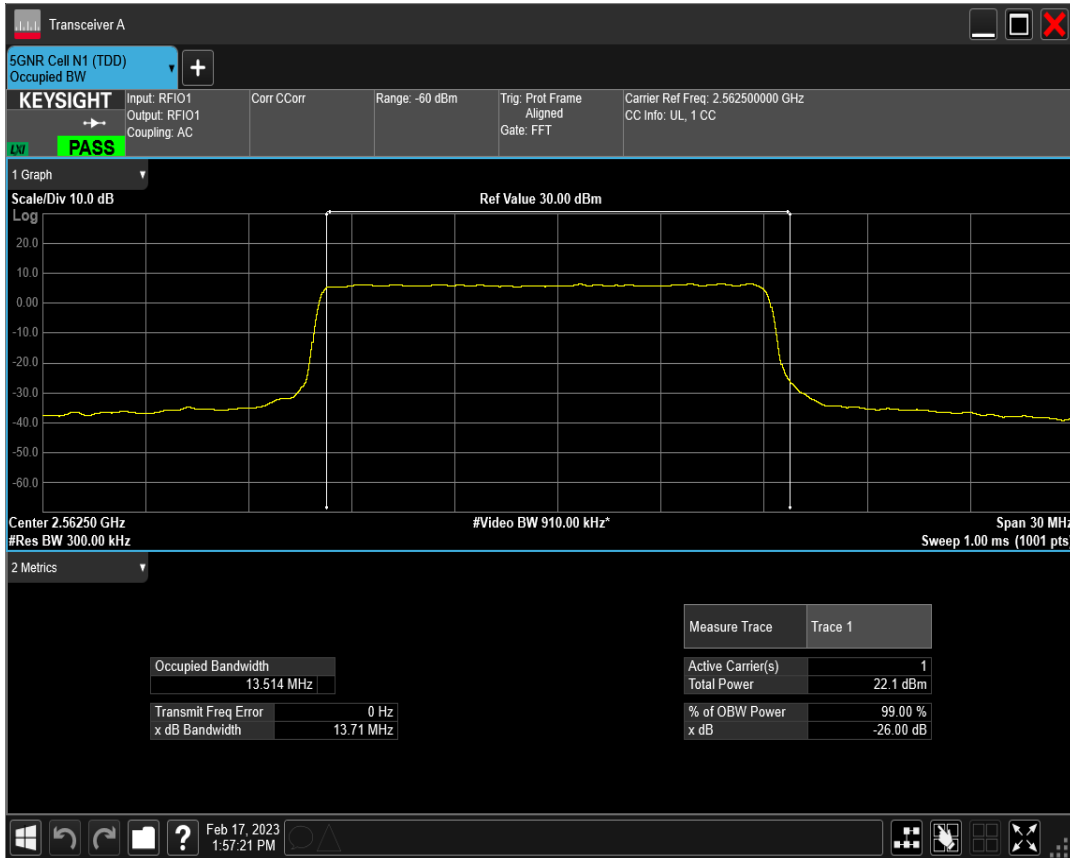 Transceiver A
5GNR Cell N1 (TDD)
Occupied BW
+
KEYSIGHT
LXI
PASS
Input: RFIO1
Output: RFIO1
Coupling: AC
Corr CCorr
Range: -60 dBm
Trig: Prot Frame
Aligned
Gate: FFT
Carrier Ref Freq: 2.562500000 GHz
CC Info: UL, 1 CC
1 Graph
Scale/Div 10.0 dB
Ref Value 30.00 dBm
Log
20.0
10.0
0.00
-10.0
-20.0
-30.0
-40.0
-50.0
-60.0
Center 2.56250 GHz
#Video BW 910.00 kHz*
Span 30 MHz
#Res BW 300.00 kHz
Sweep 1.00 ms (1001 pts)
2 Metrics
Measure Trace Trace 1
Occupied Bandwidth
13.514 MHz
Active Carrier(s) 1
Total Power 22.1 dBm
Transmit Freq Error 0 Hz
x dB Bandwidth 13.71 MHz
% of OBW Power 99.00 %
x dB -26.00 dB
?
Feb 17, 2023
1:57:21 PM